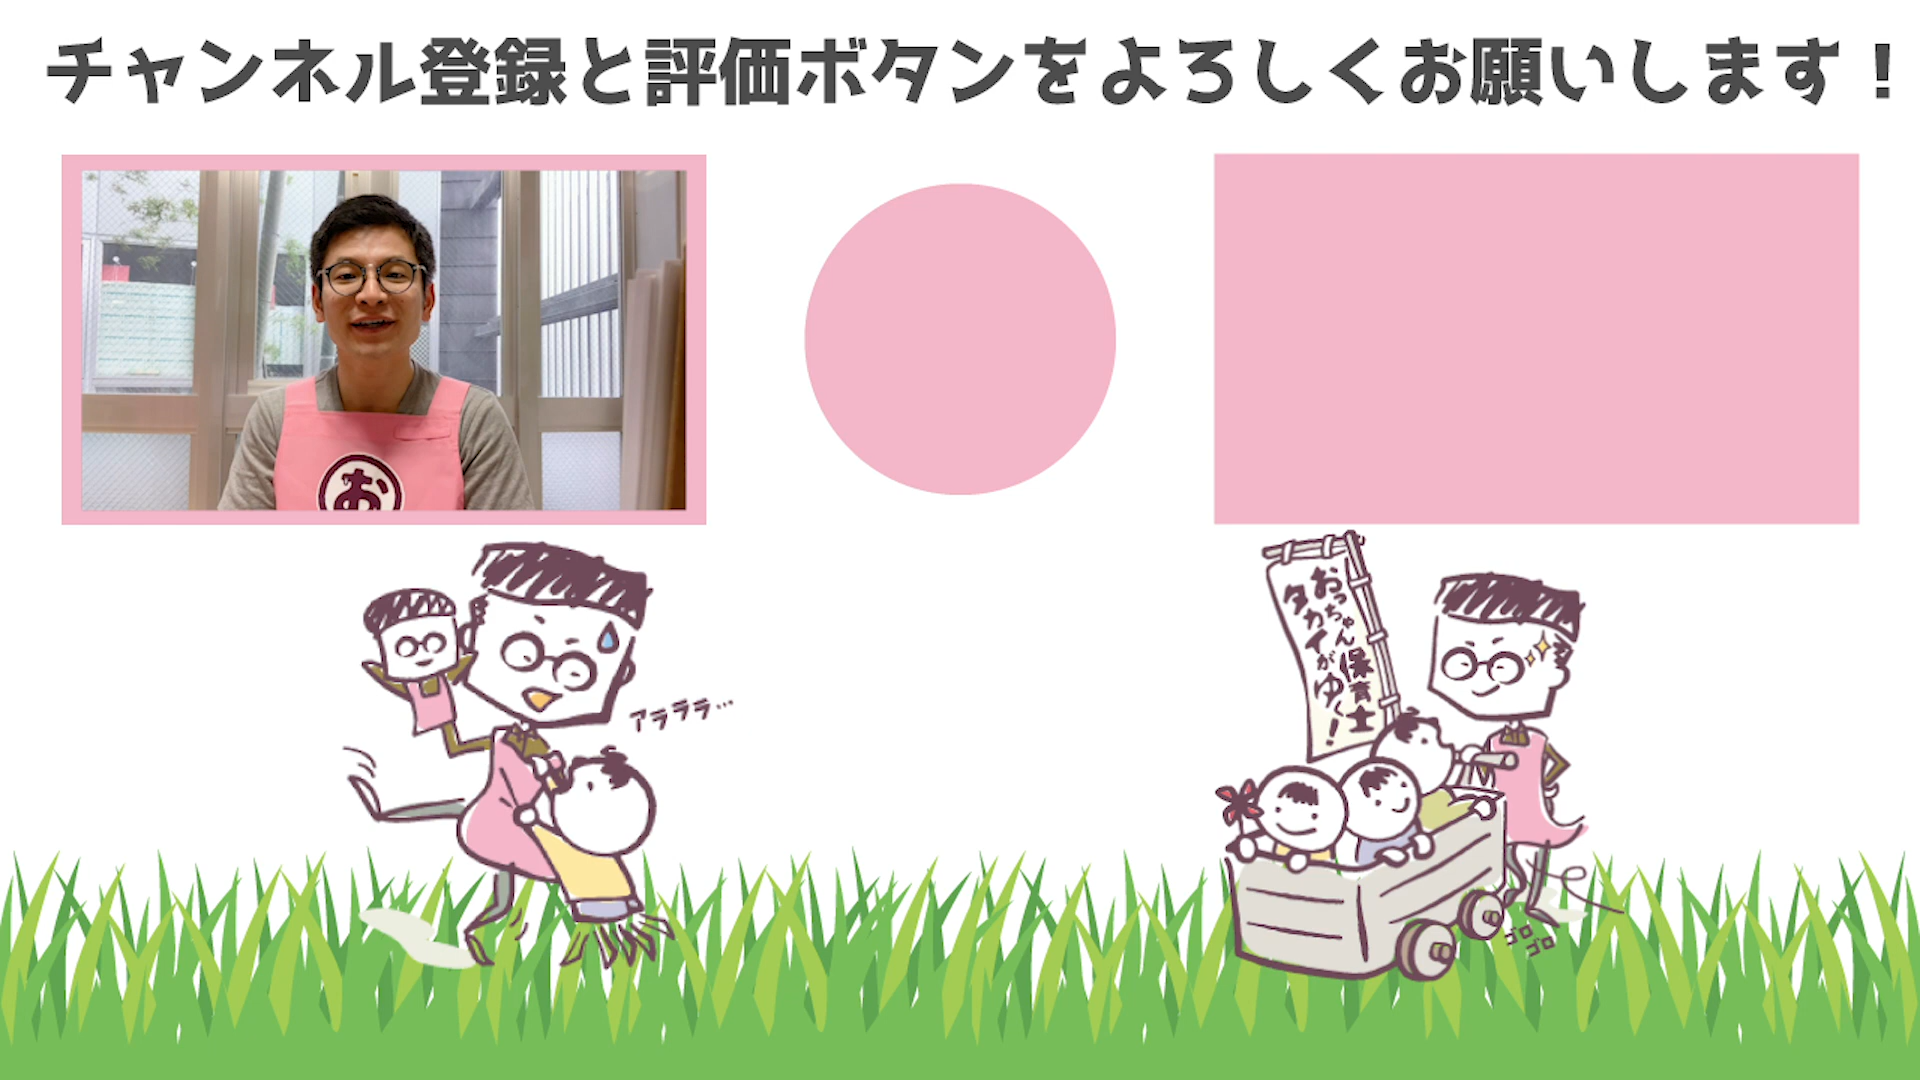 チャンネル登録と評価ボタンをよろしくお願いします！
お
アラララ…
おっちゃん保育士
タカイがゆく！
ゴロ
ゴロ